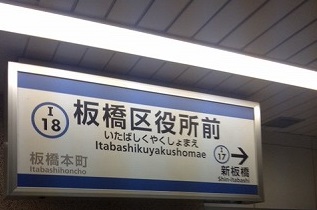 I
18
板橋区役所前
いたばしくやくしょまえ
Itabashikuyakushomae
板橋本町
Itabashihoncho
I
17
→
新板橋
Shin-itabashi